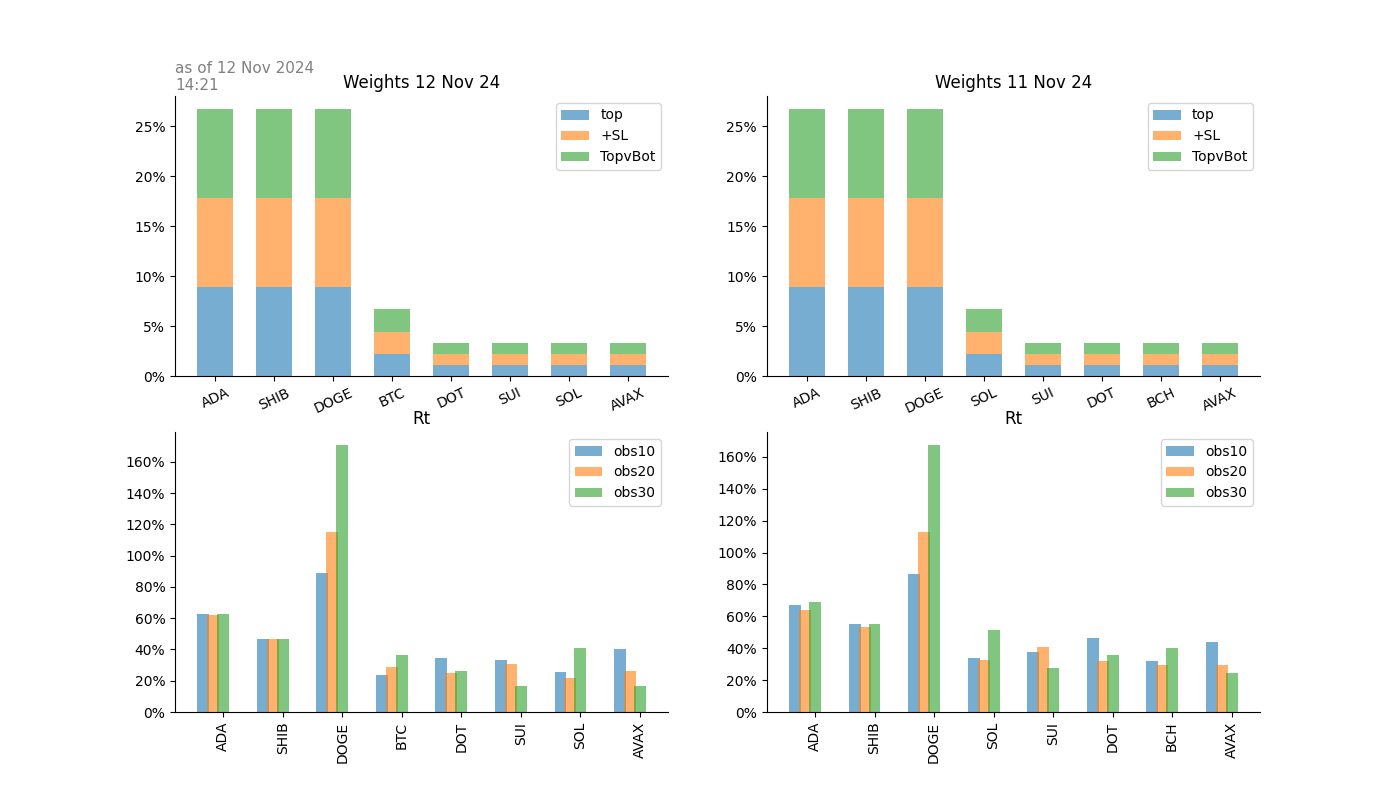 as of 12 Nov 2024
14:21
Weights 12 Nov 24
25%
20%
15%
10%
5%
0%
top
+SL
TopvBot
ADA SHIB DOGE BTC DOT SUI SOL AVAX
Weights 11 Nov 24
25%
20%
15%
10%
5%
0%
top
+SL
TopvBot
ADA SHIB DOGE SOL SUI DOT BCH AVAX
Rt
160%
140%
120%
100%
80%
60%
40%
20%
0%
obs10
obs20
obs30
ADA SHIB DOGE BTC DOT SUI SOL AVAX
Rt
160%
140%
120%
100%
80%
60%
40%
20%
0%
obs10
obs20
obs30
ADA SHIB DOGE SOL SUI DOT BCH AVAX